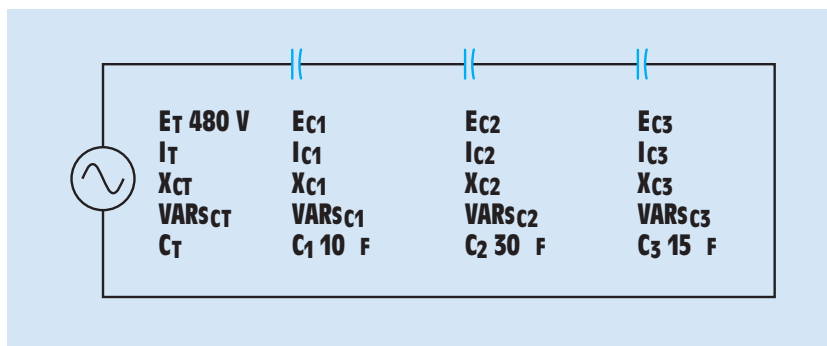 ET 480 V EC1 EC2 EC3
IT IC1 IC2 IC3
XCT XC1 XC2 XC3
VARSCT VARSC1 VARSC2 VARSC3
CT C1 10 F C2 30 F C3 15 F